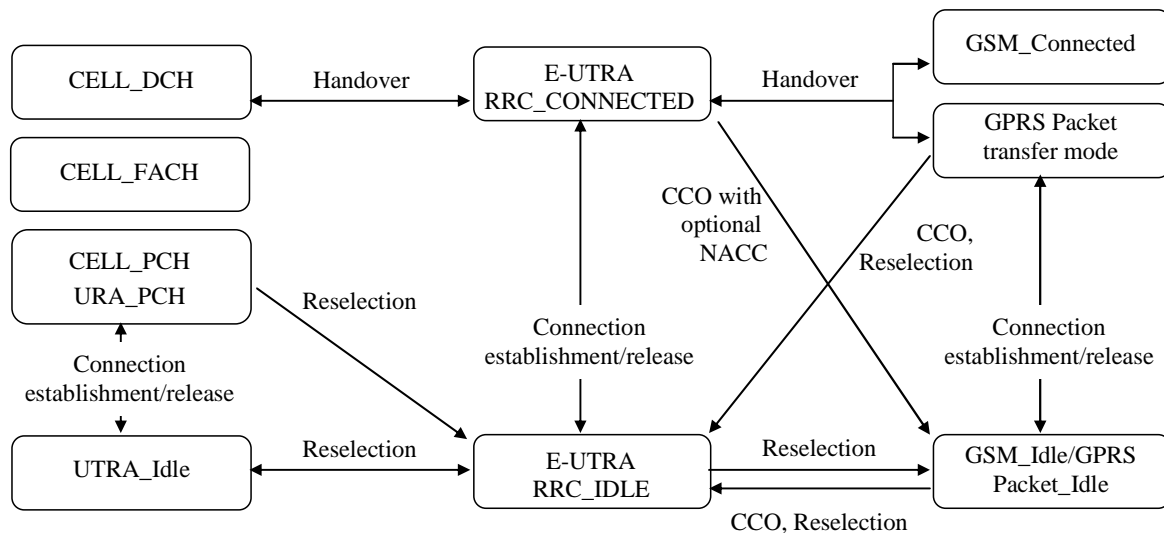 GSM_Connected
CELL_DCH
Handover
E-UTRA
RRC_CONNECTED
Handover
GPRS Packet
transfer mode
CELL_FACH
CCO with
optional
NACC
CCO,
Reselection
CELL_PCH
URA_PCH
Reselection
Connection
establishment/release
Connection
establishment/release
Connection
establishment/release
UTRA_Idle
Reselection
E-UTRA
RRC_IDLE
Reselection
GSM_Idle/GPRS
Packet_Idle
CCO, Reselection